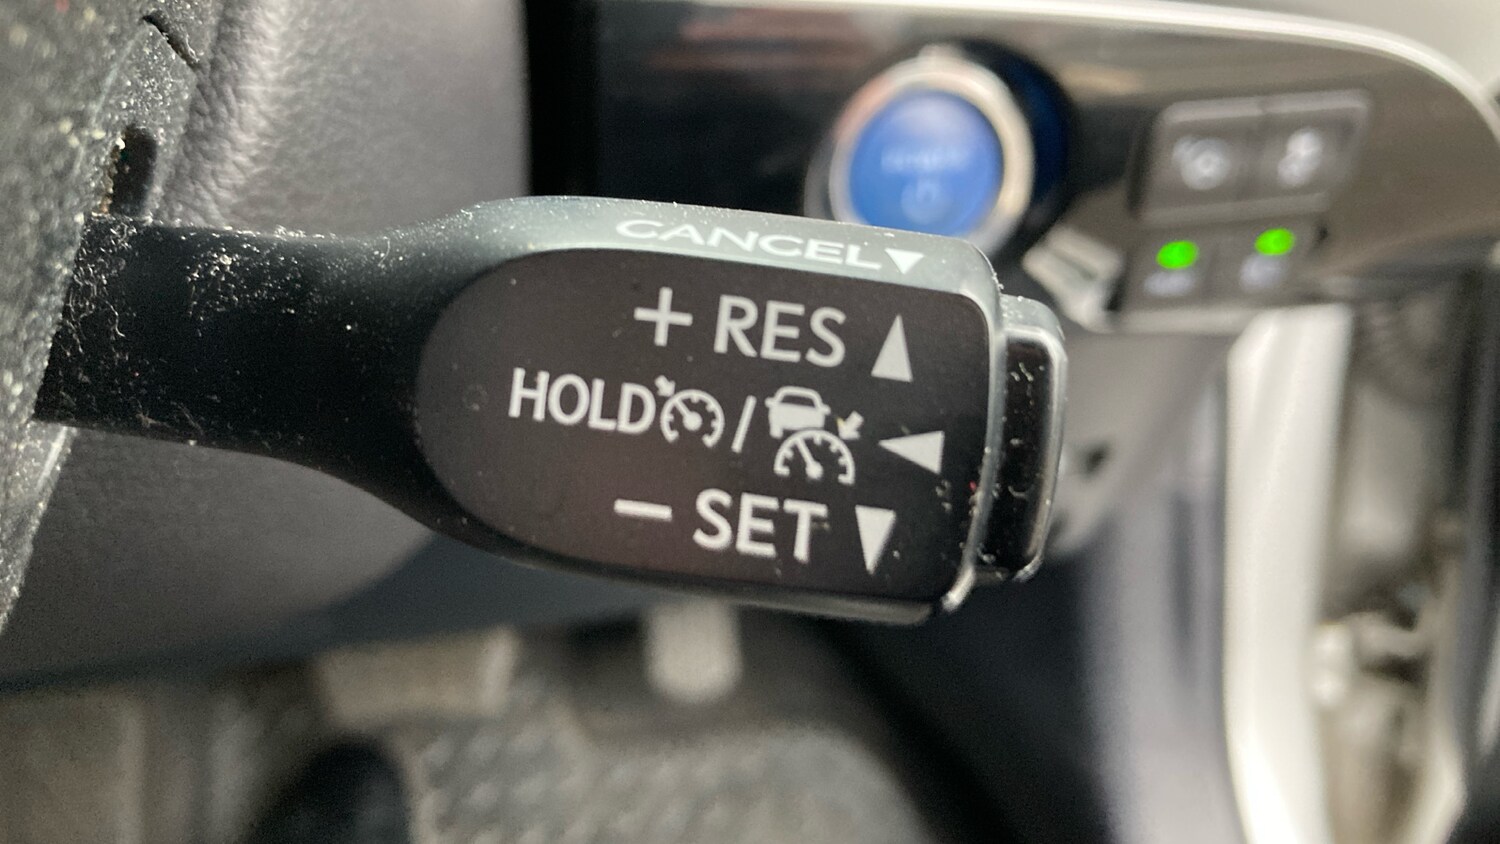 CANCEL▼
+ RES ▲
HOLD / ◀
− SET ▼